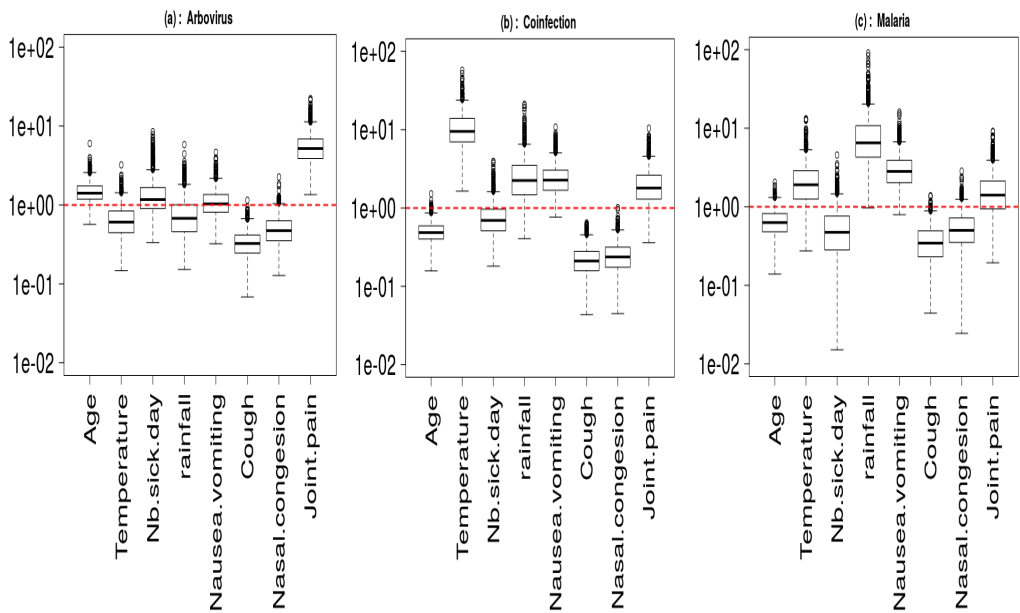 (a) : Arbovirus
1e+02
1e+01
1e+00
1e-01
1e-02
Age
Temperature
Nb.sick.day
rainfall
Nausea.vomiting
Cough
Nasal.congesion
Joint.pain
(b) : Coinfection
1e+02
1e+01
1e+00
1e-01
1e-02
Age
Temperature
Nb.sick.day
rainfall
Nausea.vomiting
Cough
Nasal.congesion
Joint.pain
(c) : Malaria
1e+02
1e+01
1e+00
1e-01
1e-02
Age
Temperature
Nb.sick.day
rainfall
Nausea.vomiting
Cough
Nasal.congesion
Joint.pain